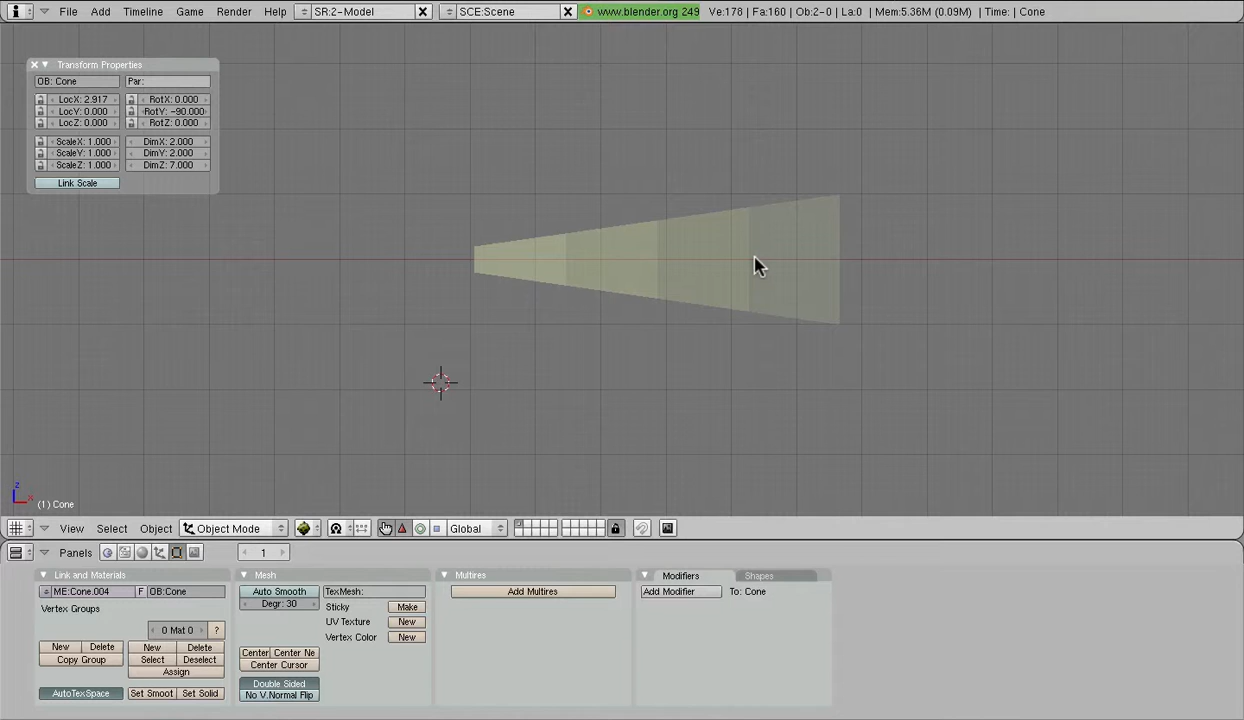 File Add Timeline Game Render Help SR:2-Model SCE:Scene www.blender.org 249 Ve:178 | Fa:160 | Ob:2-0 | La:0 | Mem:5.36M (0.09M) | Time: | Cone
Transform Properties
OB: Cone Par:
LocX: 2.917 RotX: 0.000
LocY: 0.000 RotY: -90.000
LocZ: 0.000 RotZ: 0.000
ScaleX: 1.000 DimX: 2.000
ScaleY: 1.000 DimY: 2.000
ScaleZ: 1.000 DimZ: 7.000
Link Scale
z
x
(1) Cone
View Select Object Object Mode Global
Panels 1
Link and Materials Mesh Multires Modifiers Shapes
ME:Cone.004 F OB:Cone Auto Smooth TexMesh: Add Multires Add Modifier To: Cone
Degr: 30 Sticky Make
Vertex Groups
UV Texture New
0 Mat 0 ? Vertex Color New
New Delete New Delete Center Center Ne
Copy Group Select Deselect Center Cursor
Assign
Double Sided
AutoTexSpace Set Smoot Set Solid No V.Normal Flip